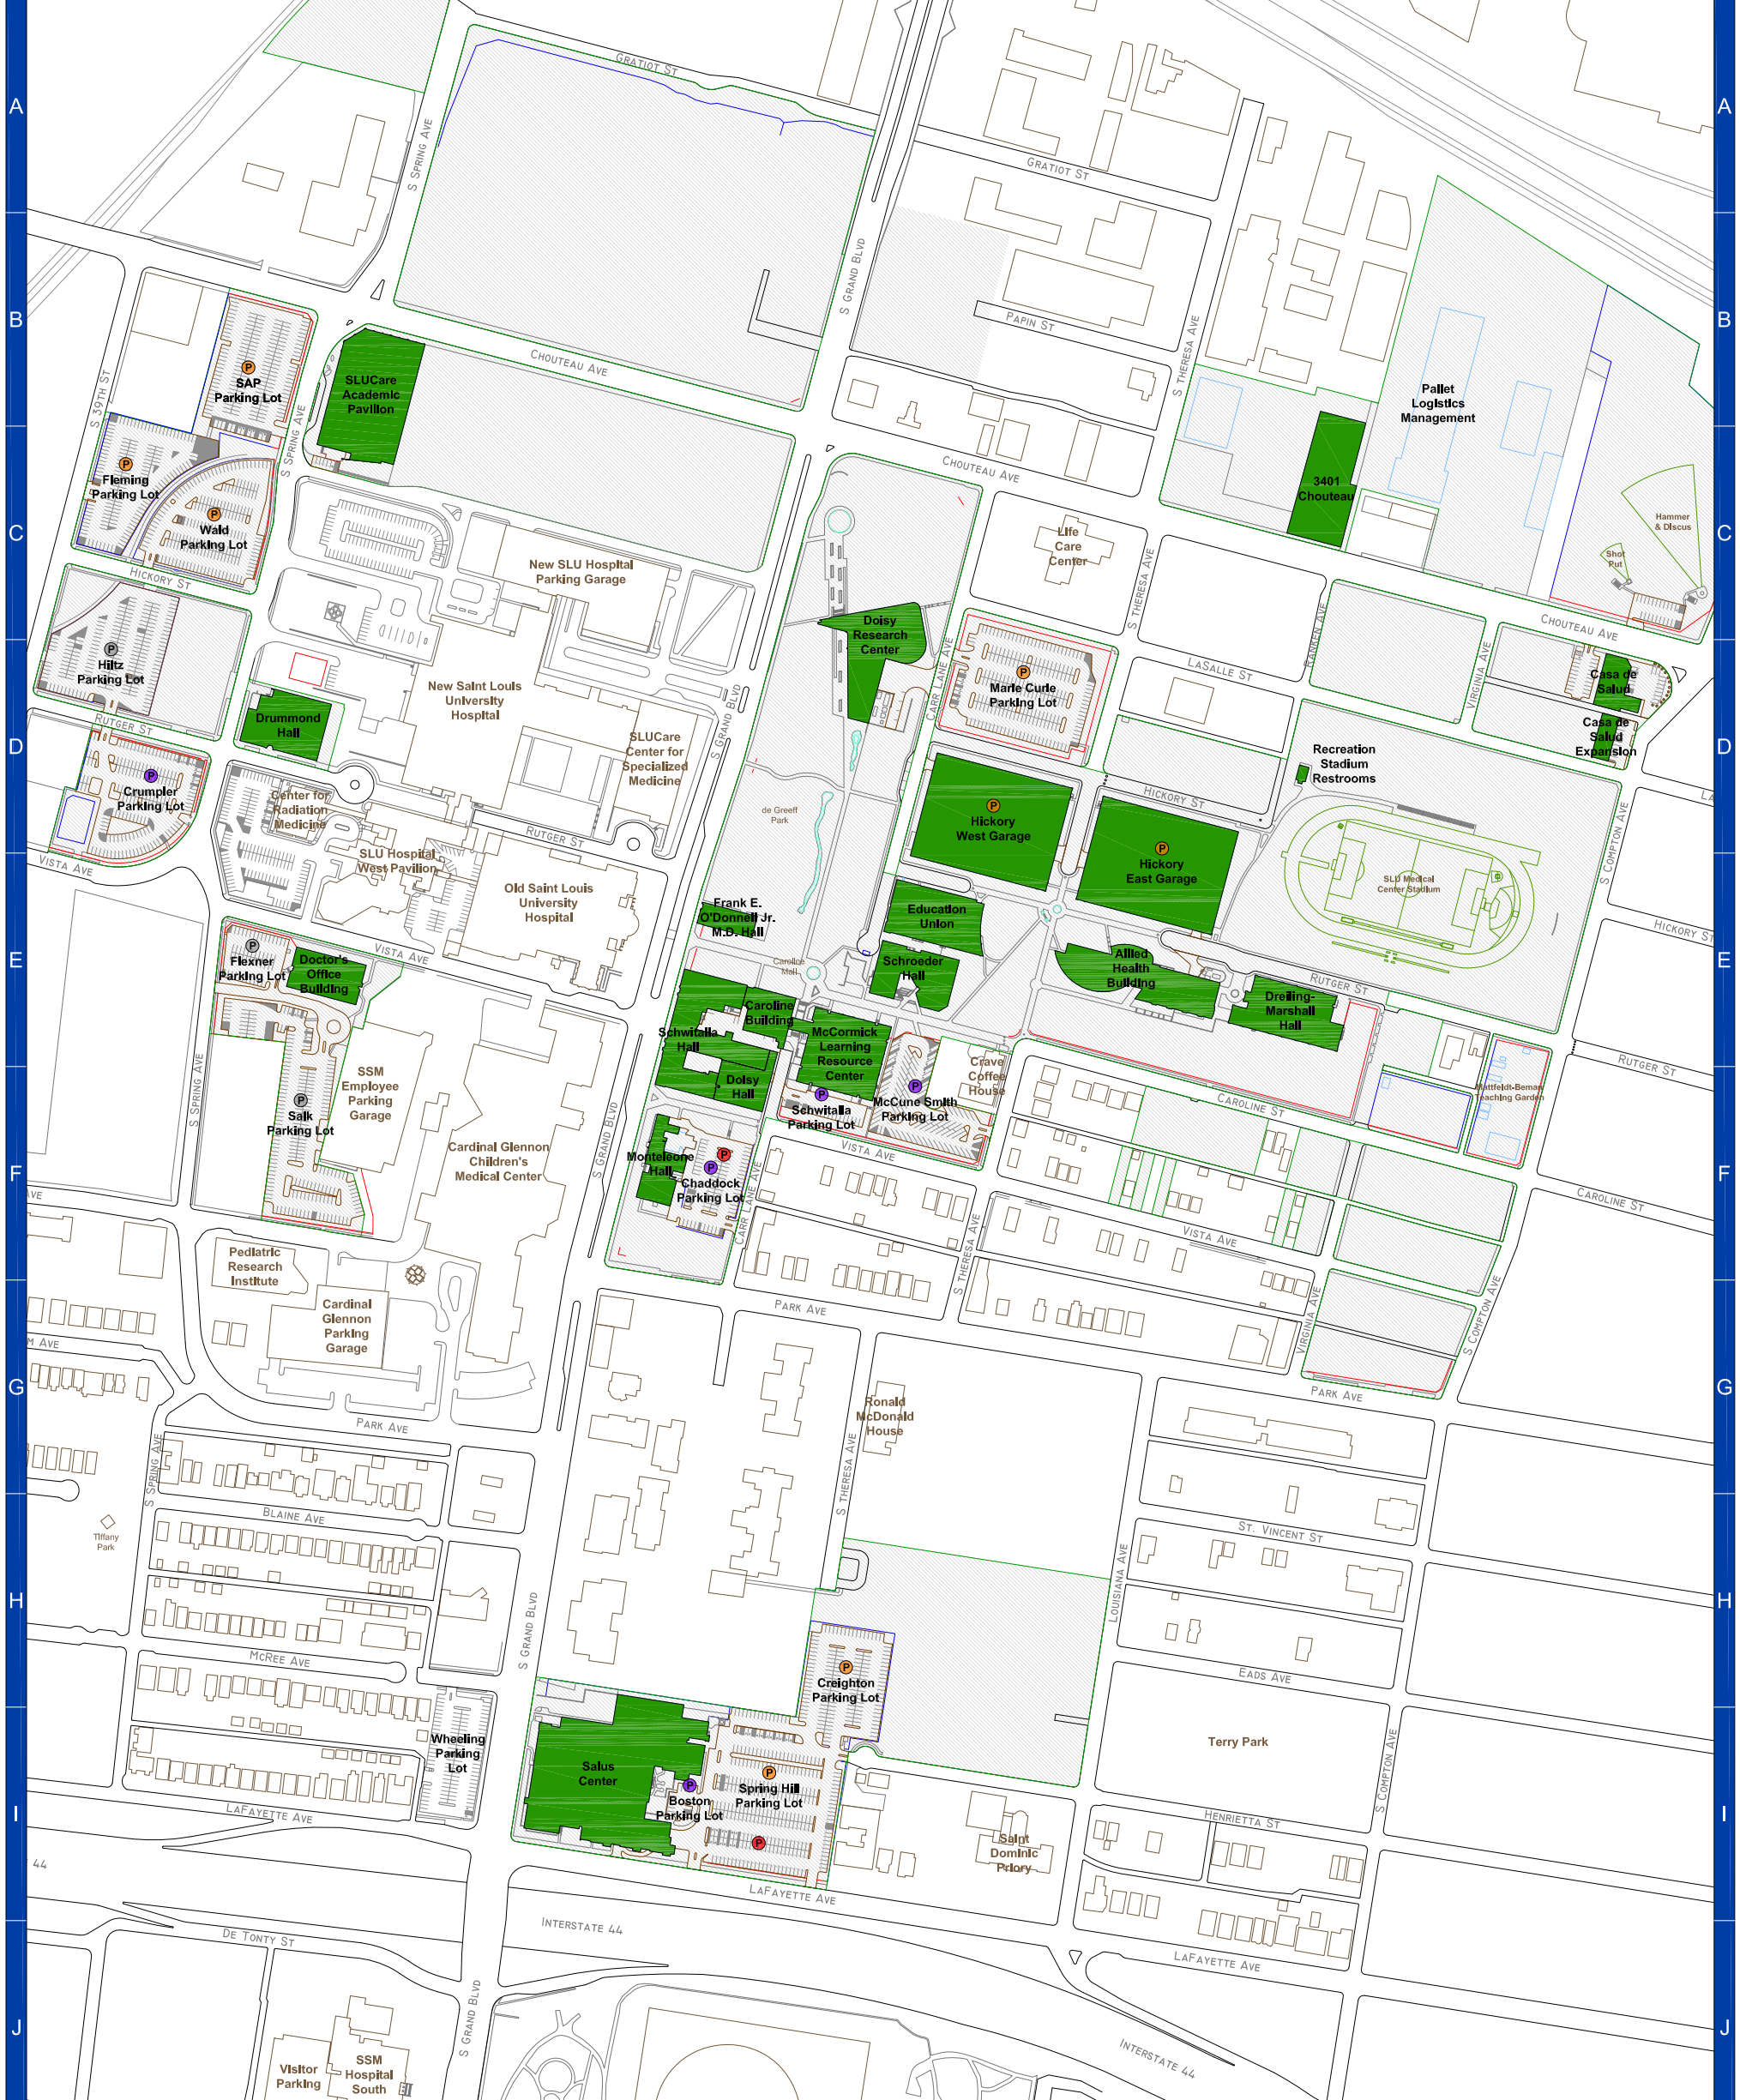 A
A
B
B
C
C
D
D
E
E
F
F
G
G
H
H
I
I
J
J
GRATIOT ST
S SPRING AVE
GRATIOT ST
S GRAND BLVD
PAPIN ST
S THERESA AVE
S 39TH ST
P
SAP
Parking Lot
SLUCare
Academic
Pavilion
CHOUTEAU AVE
Pallet
Logistics
Management
S SPRING AVE
P
Fleming
Parking Lot
P
Wald
Parking Lot
CHOUTEAU AVE
3401
Chouteau
Hammer
& Discus
Shot
Put
Life
Care
Center
New SLU Hospital
Parking Garage
HICKORY ST
S THERESA AVE
RANKEN AVE
CHOUTEAU AVE
VIRGINIA AVE
Doisy
Research
Center
CARR LANE AVE
P
Hiltz
Parking Lot
P
Marie Curie
Parking Lot
LASALLE ST
Casa de
Salud
Casa de
Salud
Expansion
New Saint Louis
University
Hospital
S GRAND BLVD
RUTGER ST
Drummond
Hall
SLUCare
Center for
Specialized
Medicine
Recreation
Stadium
Restrooms
P
Crumpler
Parking Lot
Center for
Radiation
Medicine
de Greeff
Park
P
Hickory
West Garage
HICKORY ST
P
Hickory
East Garage
S COMPTON AVE
LA
RUTGER ST
SLU Hospital
West Pavilion
VISTA AVE
Old Saint Louis
University
Hospital
SLU Medical
Center Stadium
Frank E.
O'Donnell Jr.
M.D. Hall
Education
Union
HICKORY ST
P
Flexner
Parking Lot
Doctor's
Office
Building
VISTA AVE
Caroline
Mall
Schroeder
Hall
Allied
Health
Building
RUTGER ST
Dreiling-
Marshall
Hall
Caroline
Building
Schwitalla
Hall
McCormick
Learning
Resource
Center
Crave
Coffee
House
RUTGER ST
S SPRING AVE
SSM
Employee
Parking
Garage
P
Salk
Parking Lot
Doisy
Hall
P
Schwitalla
Parking Lot
P
McCune Smith
Parking Lot
CAROLINE ST
Mattfeldt-Beman
Teaching Garden
S GRAND BLVD
Cardinal Glennon
Children's
Medical Center
Monteleone
Hall
P
P
Chaddock
Parking Lot
CARR LANE AVE
VISTA AVE
CAROLINE ST
AVE
VISTA AVE
S THERESA AVE
Pediatric
Research
Institute
PARK AVE
VIRGINIA AVE
S COMPTON AVE
Cardinal
Glennon
Parking
Garage
M AVE
PARK AVE
Ronald
McDonald
House
PARK AVE
S SPRING AVE
S THERESA AVE
BLAINE AVE
Tiffany
Park
ST. VINCENT ST
LOUISIANA AVE
S GRAND BLVD
MCREE AVE
EADS AVE
P
Creighton
Parking Lot
Wheeling
Parking
Lot
Terry Park
S COMPTON AVE
Salus
Center
P
Boston
Parking Lot
P
Spring Hill
Parking Lot
P
LAFAYETTE AVE
HENRIETTA ST
Saint
Dominic
Priory
44
LAFAYETTE AVE
INTERSTATE 44
DE TONTY ST
LAFAYETTE AVE
S GRAND BLVD
INTERSTATE 44
Visitor
Parking
SSM
Hospital
South